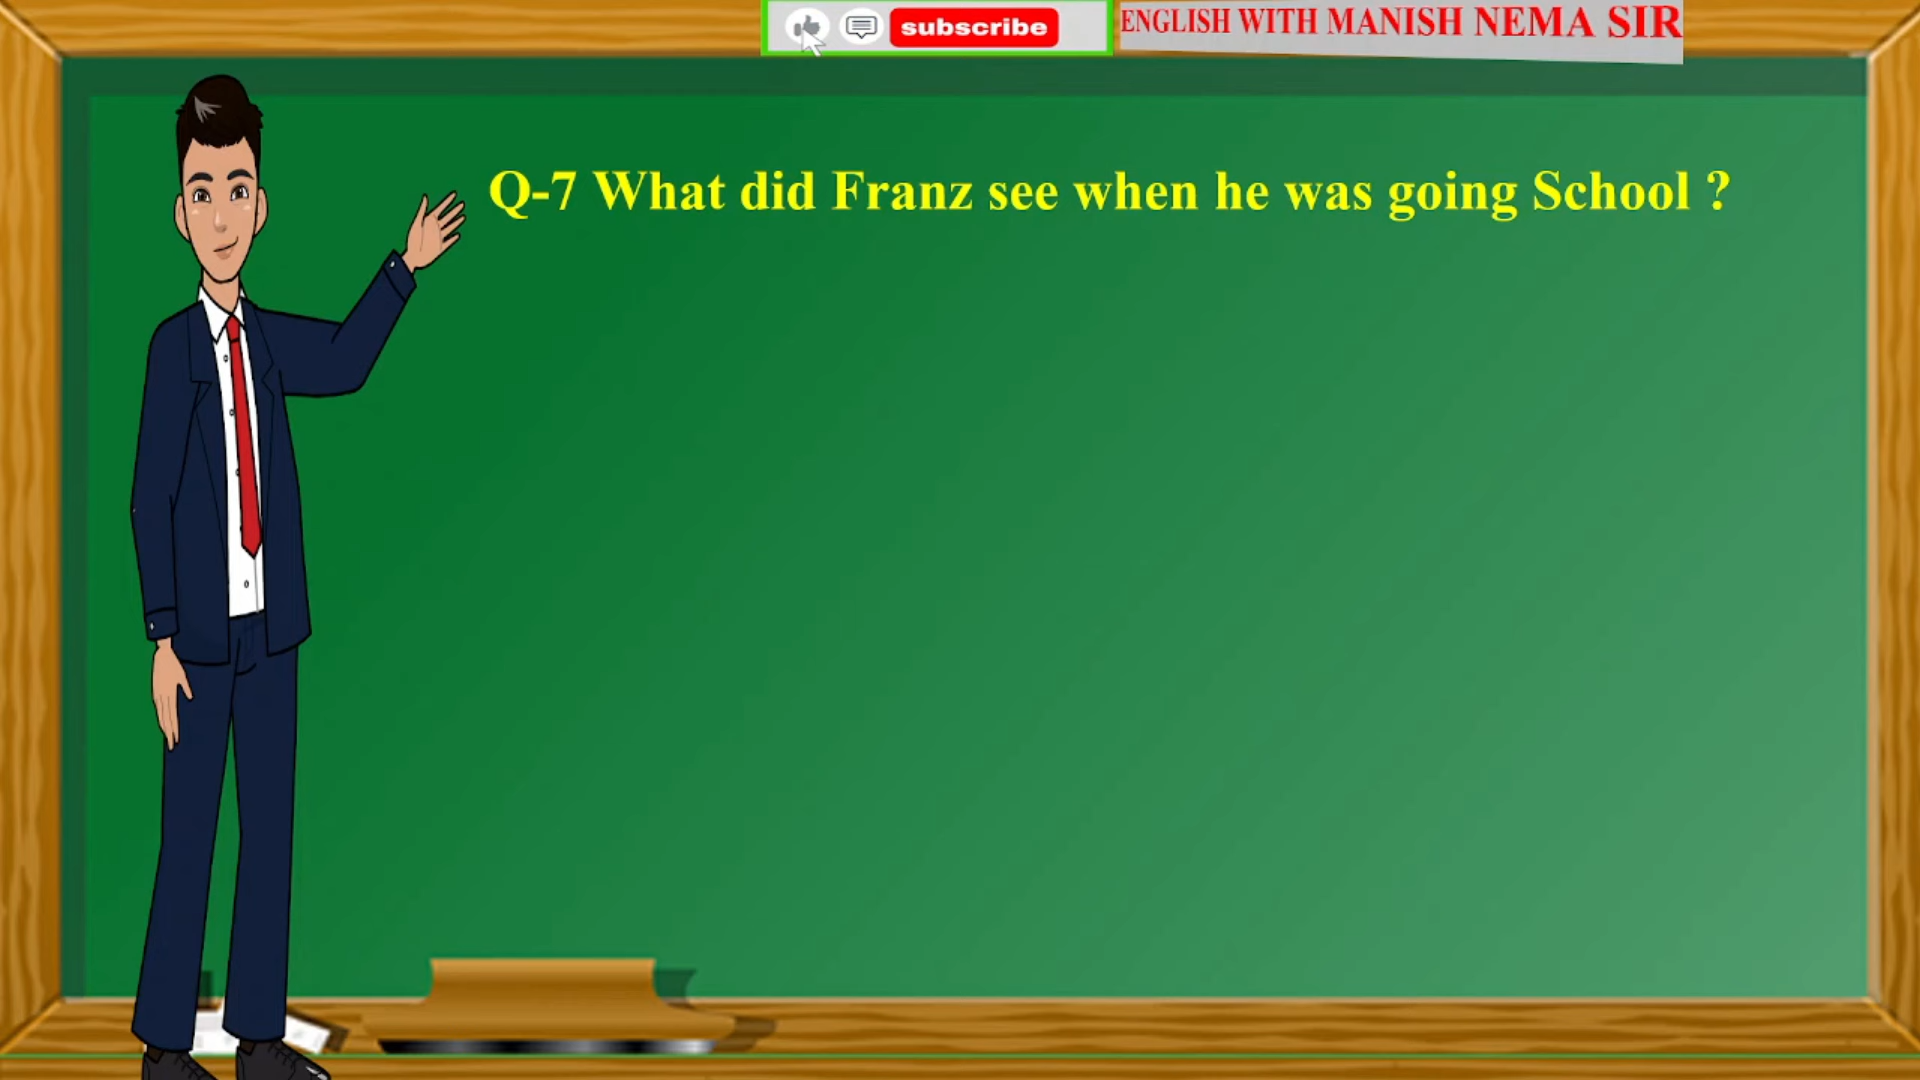 subscribe
ENGLISH WITH MANISH NEMA SIR
Q-7 What did Franz see when he was going School ?